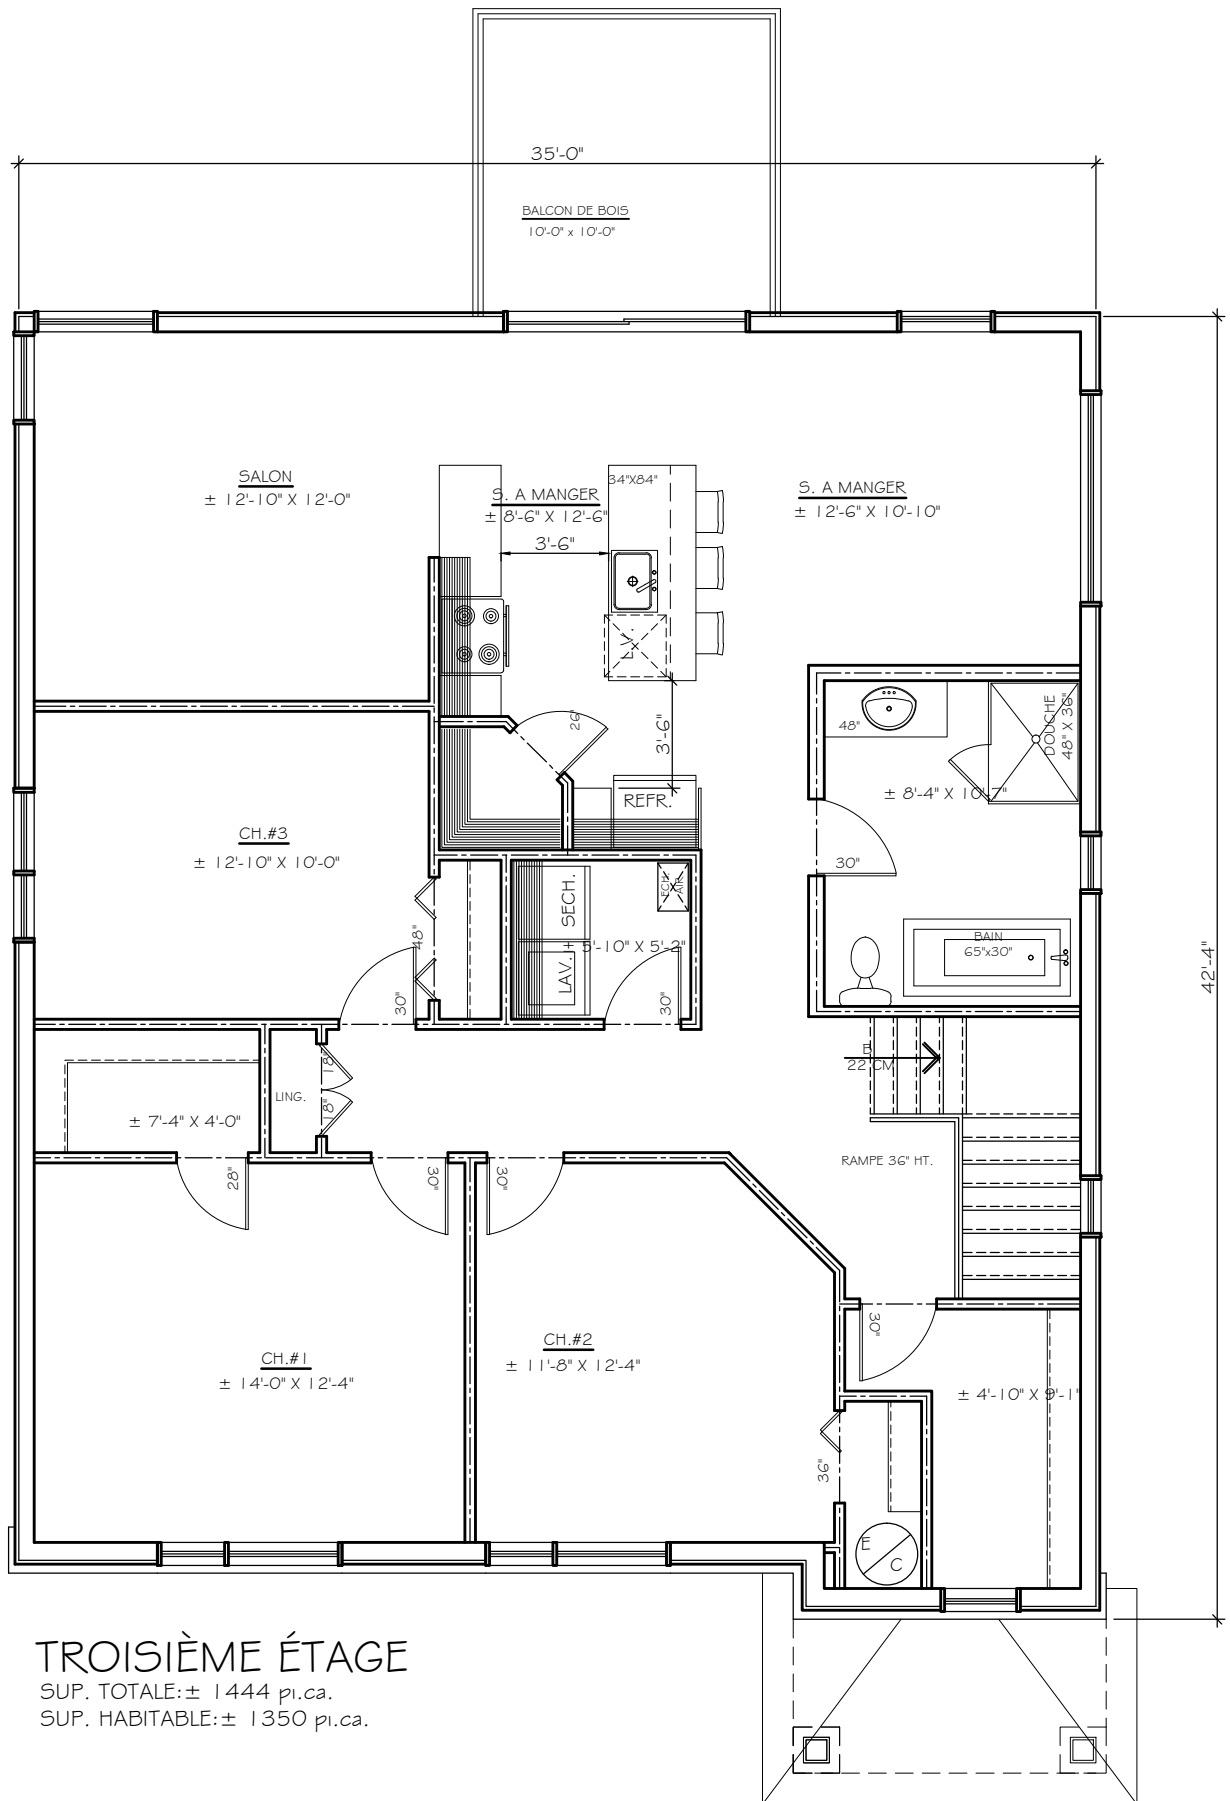 35'-0"
BALCON DE BOIS
10'-0" x 10'-0"
SALON
± 12'-10" X 12'-0"
S. A MANGER
± 8'-6" X 12'-6"
3'-6"
34"X84"
L.V.
S. A MANGER
± 12'-6" X 10'-10"
26"
3'-6"
REFR.
48"
DOUCHE
48" X 36"
± 8'-4" X 10'-7"
30"
BAIN
65"x30"
42'-4"
CH.#3
± 12'-10" X 10'-0"
48"
30"
SECH.
LAV.
ECH.
AIR
± 5'-10" X 5'-2"
30"
± 7'-4" X 4'-0"
LING.
18"
18"
B
22 CM
RAMPE 36" HT.
28"
30"
30"
CH.#1
± 14'-0" X 12'-4"
CH.#2
± 11'-8" X 12'-4"
30"
± 4'-10" X 9'-1"
36"
E
C
TROISIÈME ÉTAGE
SUP. TOTALE:± 1444 pi.ca.
SUP. HABITABLE:± 1350 pi.ca.